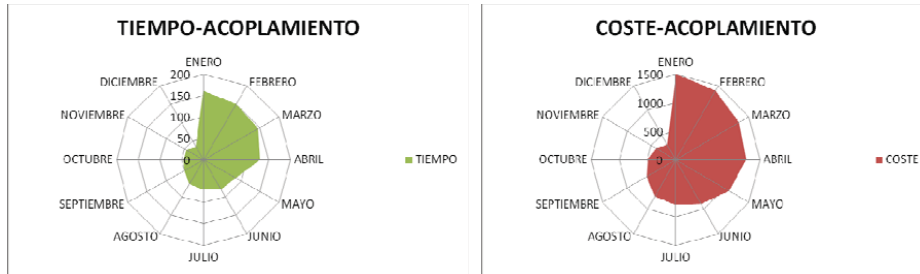 TIEMPO-ACOPLAMIENTO
ENERO
200
DICIEMBRE
FEBRERO
150
NOVIEMBRE
100
MARZO
50
OCTUBRE
0
ABRIL
TIEMPO
SEPTIEMBRE
MAYO
AGOSTO
JUNIO
JULIO
COSTE-ACOPLAMIENTO
ENERO
1500
DICIEMBRE
FEBRERO
1000
NOVIEMBRE
MARZO
500
OCTUBRE
0
ABRIL
COSTE
SEPTIEMBRE
MAYO
AGOSTO
JUNIO
JULIO